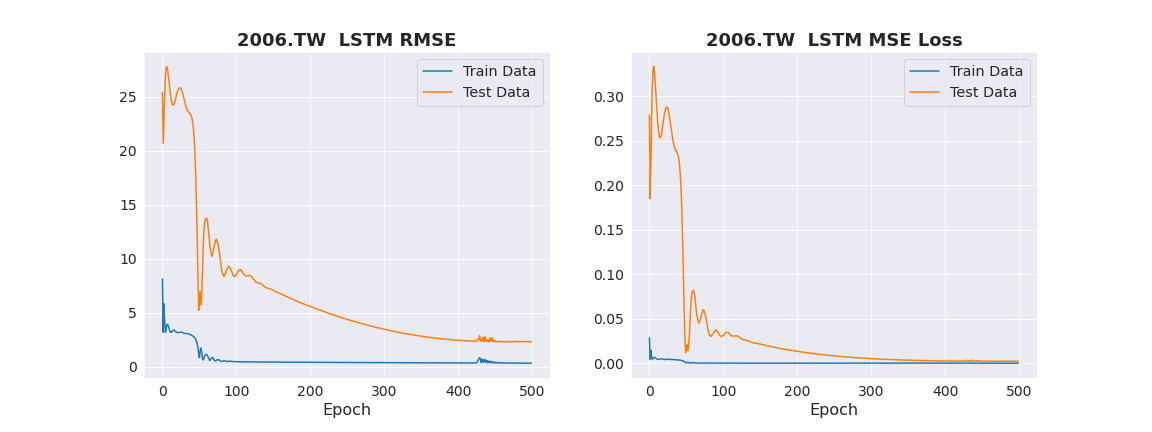 2006.TW  LSTM RMSE
Train Data
Test Data
25
20
15
10
5
0
0 100 200 300 400 500
Epoch
2006.TW  LSTM MSE Loss
Train Data
Test Data
0.30
0.25
0.20
0.15
0.10
0.05
0.00
0 100 200 300 400 500
Epoch